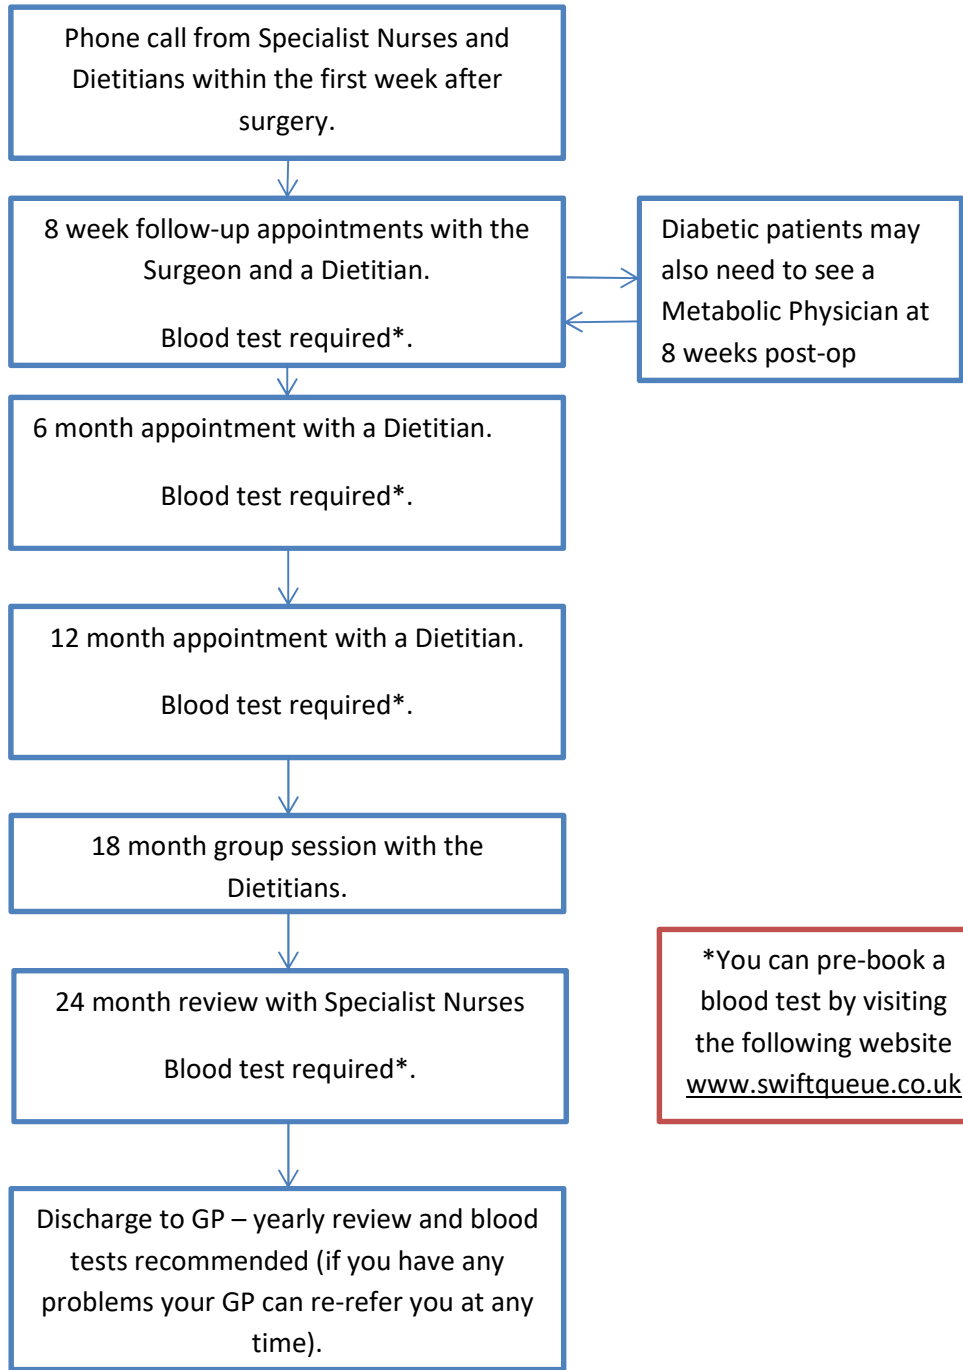 Phone call from Specialist Nurses and
Dietitians within the first week after
surgery.
8 week follow-up appointments with the
Surgeon and a Dietitian.
Blood test required*.
Diabetic patients may
also need to see a
Metabolic Physician at
8 weeks post-op
6 month appointment with a Dietitian.
Blood test required*.
12 month appointment with a Dietitian.
Blood test required*.
18 month group session with the
Dietitians.
24 month review with Specialist Nurses
Blood test required*.
*You can pre-book a
blood test by visiting
the following website
www.swiftqueue.co.uk
Discharge to GP – yearly review and blood
tests recommended (if you have any
problems your GP can re-refer you at any
time).